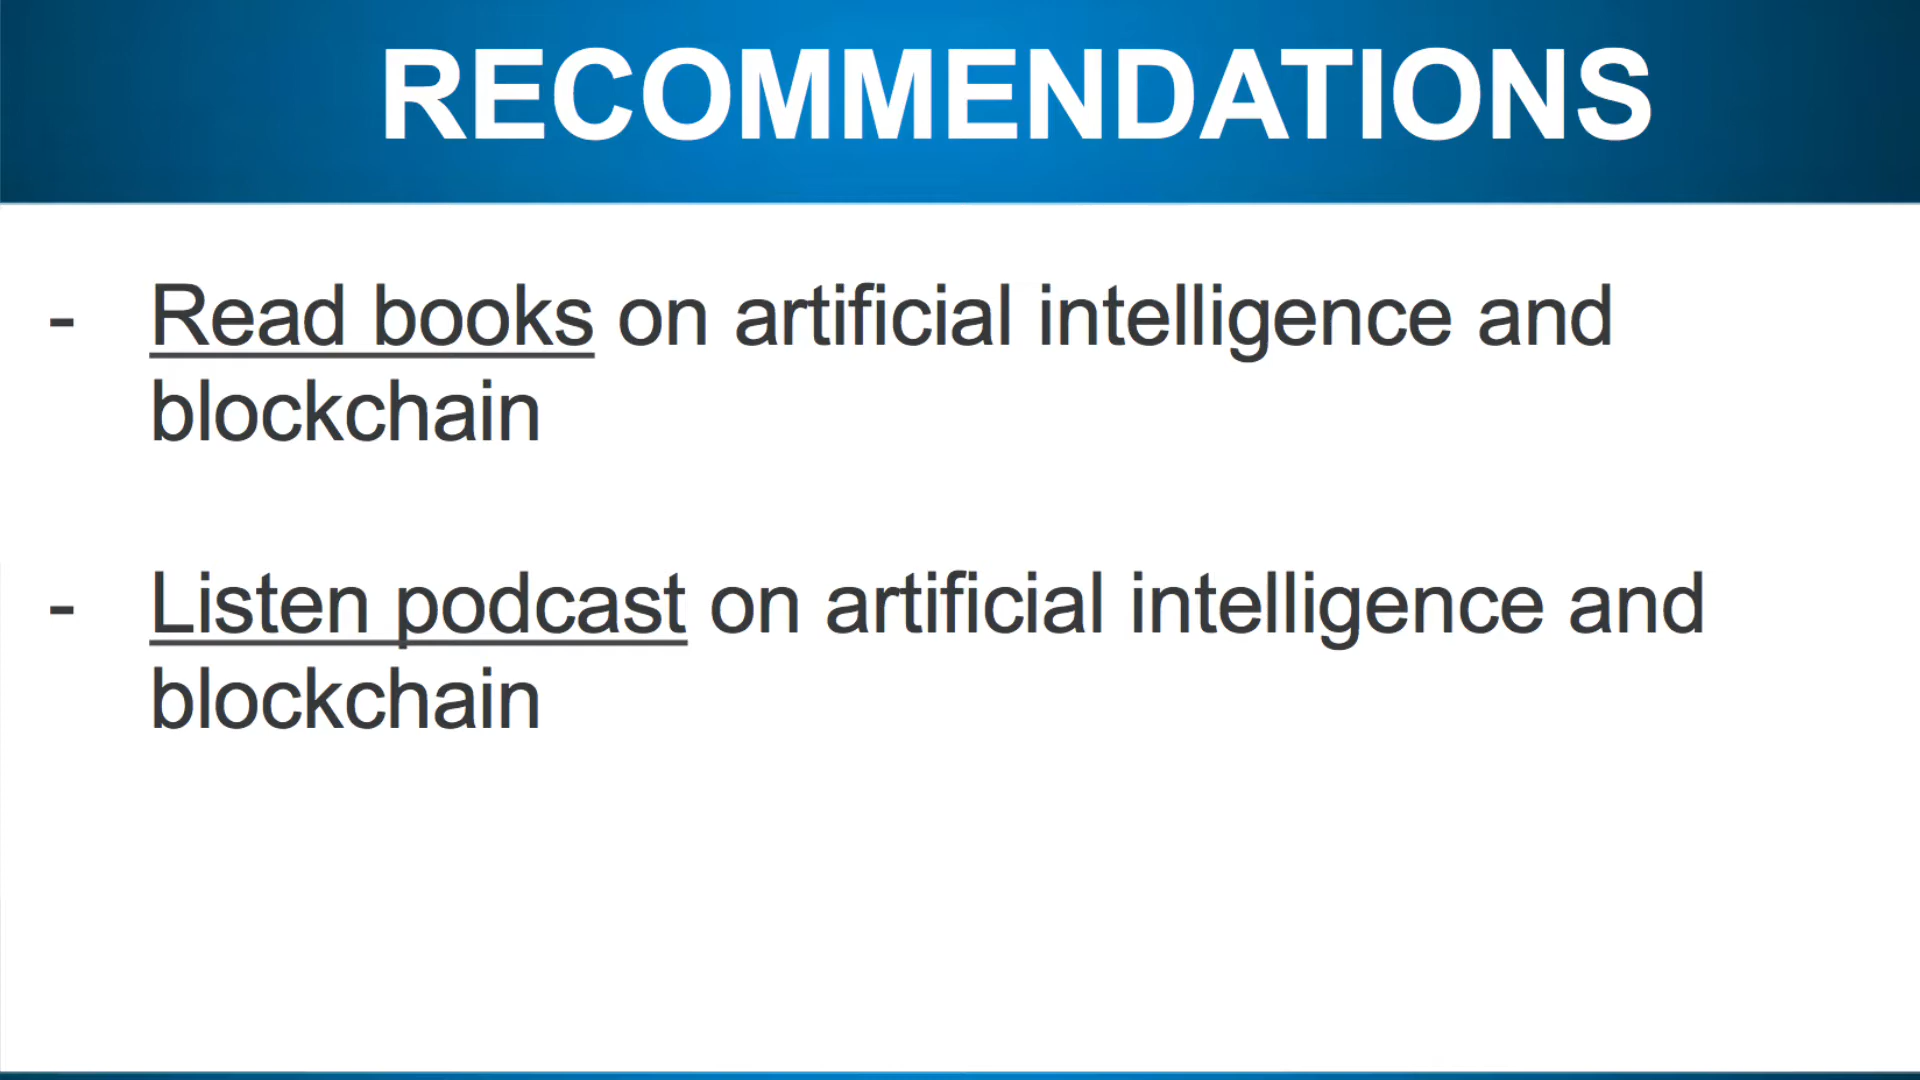 RECOMMENDATIONS
- Read books on artificial intelligence and
blockchain
- Listen podcast on artificial intelligence and
blockchain